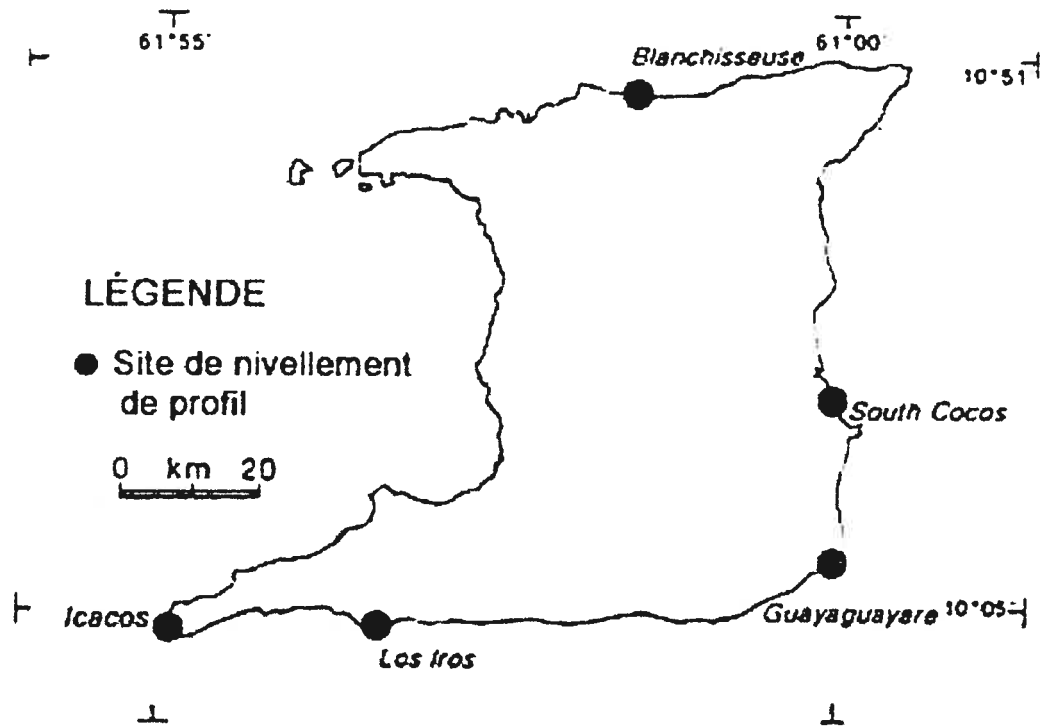 61°55'
61°00'
Blanchisseuse
10°51
LÉGENDE
Site de nivellement
de profil
South Cocos
0 km 20
Icacos
Guayaguayare
10°05
Los Iros